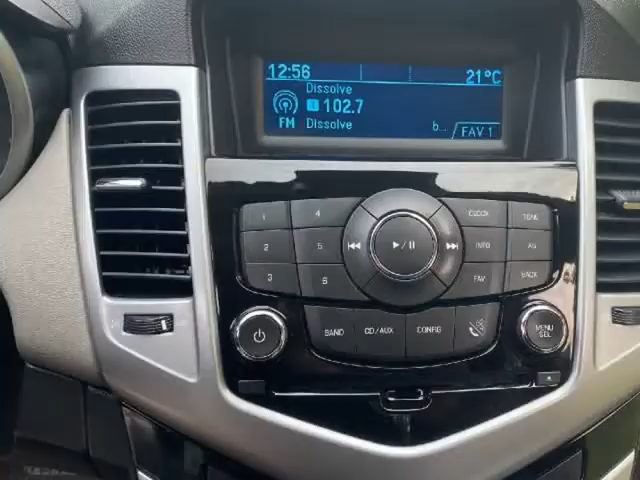 12:56 21°C
Dissolve
1 102.7
FM Dissolve b... FAV 1
1 4 CLOCK TONE
2 5 INFO AS
3 6 FAV BACK
BAND CD/AUX CONFIG
MENU
SEL